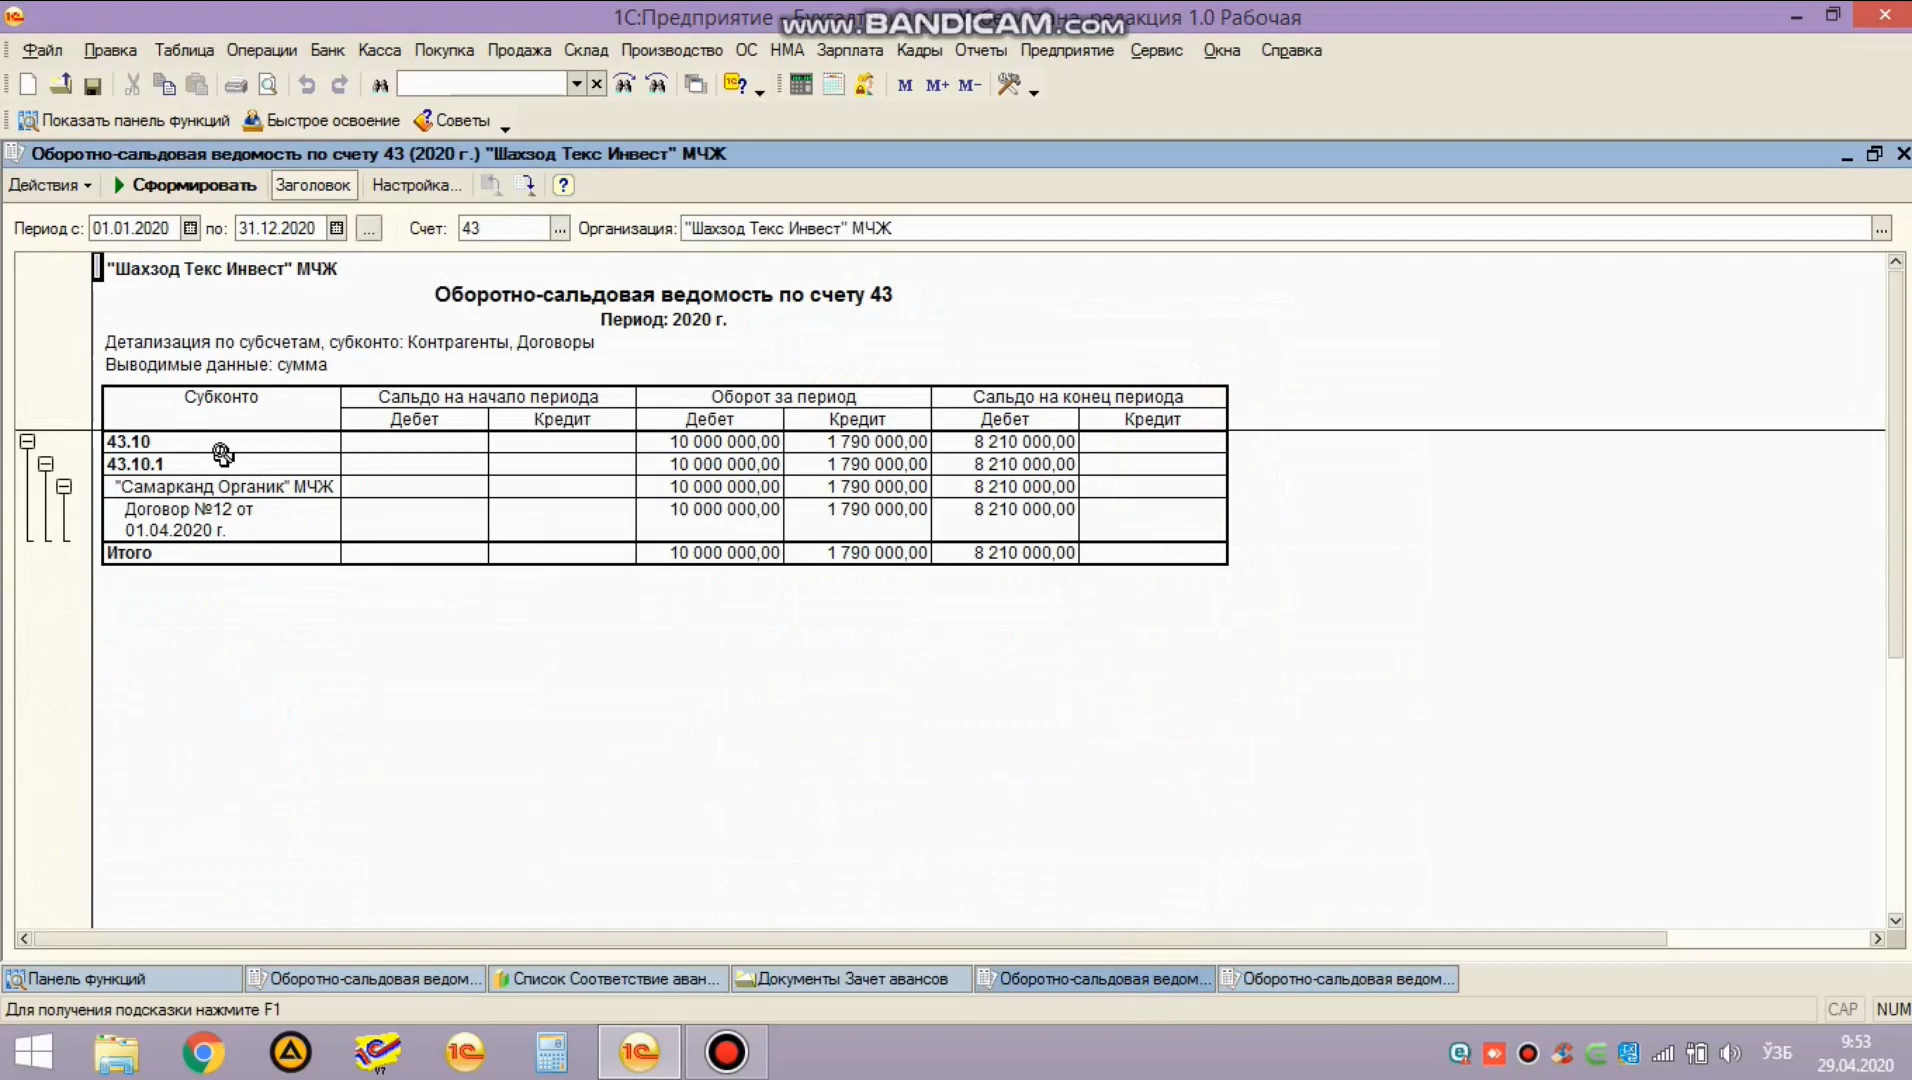 1С:Предприятие - Бухгалт
www.BANDICAM.com
редакция 1.0 Рабочая
Файл Правка Таблица Операции Банк Касса Покупка Продажа Склад Производство ОС НМА Зарплата Кадры Отчеты Предприятие Сервис Окна Справка
M M+ M-
Показать панель функций Быстрое освоение Советы
Оборотно-сальдовая ведомость по счету 43 (2020 г.) "Шахзод Текс Инвест" МЧЖ
Действия Сформировать Заголовок Настройка... ?
Период с: 01.01.2020 по: 31.12.2020 ... Счет: 43 ... Организация: "Шахзод Текс Инвест" МЧЖ ...
"Шахзод Текс Инвест" МЧЖ
Оборотно-сальдовая ведомость по счету 43
Период: 2020 г.
Детализация по субсчетам, субконто: Контрагенты, Договоры
Выводимые данные: сумма
Субконто Сальдо на начало периода Оборот за период Сальдо на конец периода
Дебет Кредит Дебет Кредит Дебет Кредит
43.10 10 000 000,00 1 790 000,00 8 210 000,00
43.10.1 10 000 000,00 1 790 000,00 8 210 000,00
"Самарканд Органик" МЧЖ 10 000 000,00 1 790 000,00 8 210 000,00
Договор №12 от 10 000 000,00 1 790 000,00 8 210 000,00
01.04.2020 г.
Итого 10 000 000,00 1 790 000,00 8 210 000,00
Панель функций Оборотно-сальдовая ведом... Список Соответствие аван... Документы Зачет авансов Оборотно-сальдовая ведом... Оборотно-сальдовая ведом...
Для получения подсказки нажмите F1 CAP NUM
ЎЗБ 9:53
29.04.2020